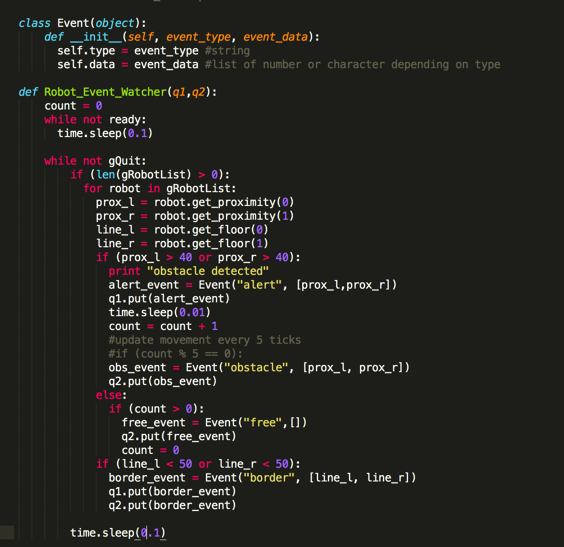 class Event(object):
    def __init__(self, event_type, event_data):
      self.type = event_type #string
      self.data = event_data #list of number or character depending on type

def Robot_Event_Watcher(q1,q2):
    count = 0
    while not ready:
      time.sleep(0.1)

    while not gQuit:
        if (len(gRobotList) > 0):
          for robot in gRobotList:
            prox_l = robot.get_proximity(0)
            prox_r = robot.get_proximity(1)
            line_l = robot.get_floor(0)
            line_r = robot.get_floor(1)
            if (prox_l > 40 or prox_r > 40):
              print "obstacle detected"
              alert_event = Event("alert", [prox_l,prox_r])
              q1.put(alert_event)
              time.sleep(0.01)
              count = count + 1
              #update movement every 5 ticks
              #if (count % 5 == 0):
              obs_event = Event("obstacle", [prox_l, prox_r])
              q2.put(obs_event)
            else:
              if (count > 0):
                free_event = Event("free",[])
                q2.put(free_event)
                count = 0
            if (line_l < 50 or line_r < 50):
              border_event = Event("border", [line_l, line_r])
              q1.put(border_event)
              q2.put(border_event)

        time.sleep(0.1)